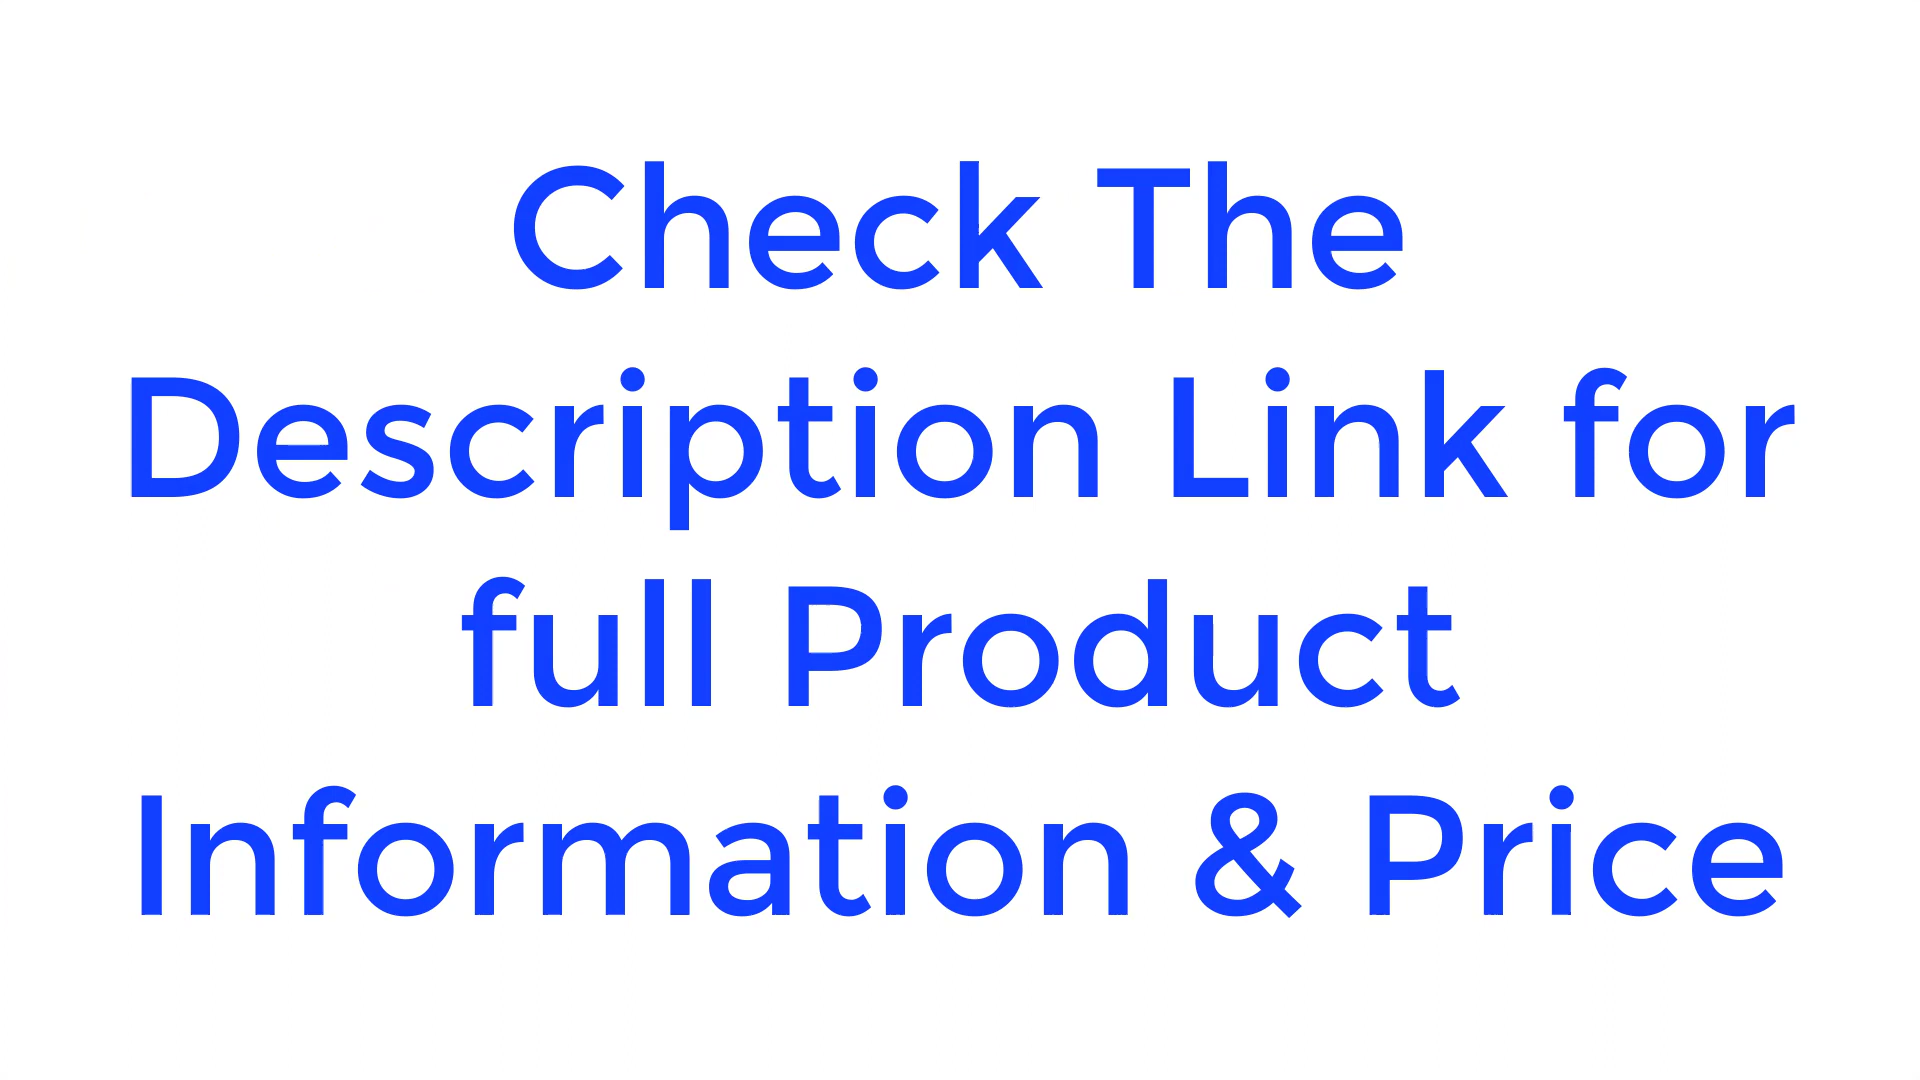 Check The
Description Link for
full Product
Information & Price